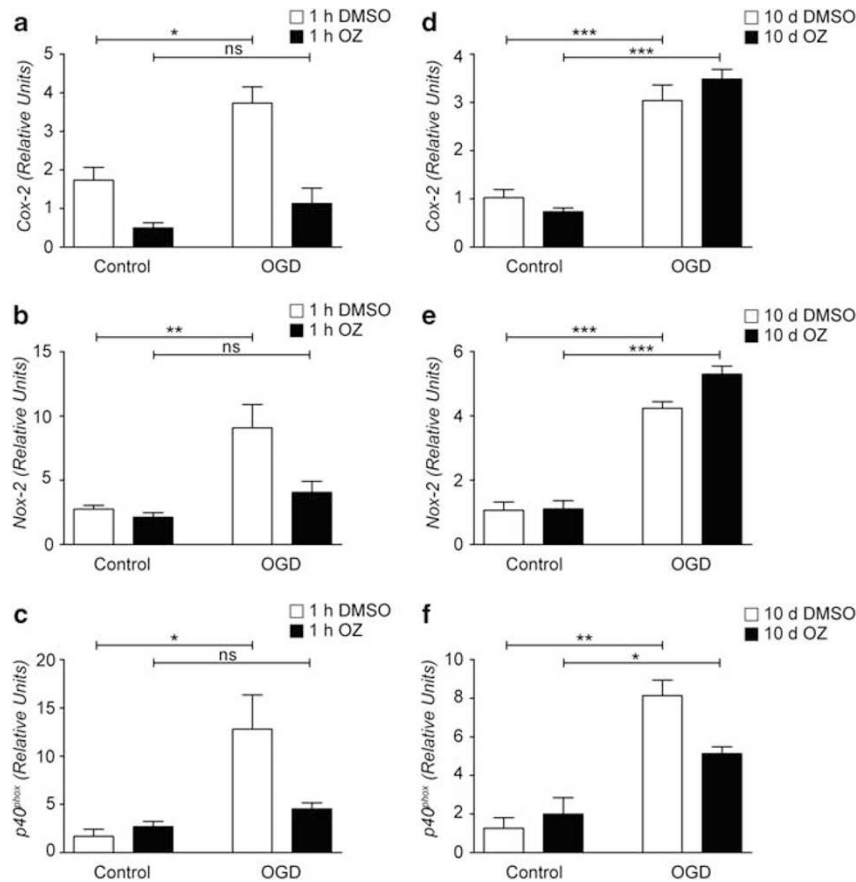 a
1 h DMSO
1 h OZ
*
ns
Cox-2 (Relative Units)
5
4
3
2
1
0
Control OGD
d
10 d DMSO
10 d OZ
***
***
Cox-2 (Relative Units)
4
3
2
1
0
Control OGD
b
1 h DMSO
1 h OZ
**
ns
Nox-2 (Relative Units)
15
10
5
0
Control OGD
e
10 d DMSO
10 d OZ
***
***
Nox-2 (Relative Units)
6
4
2
0
Control OGD
c
1 h DMSO
1 h OZ
*
ns
p40phox (Relative Units)
20
15
10
5
0
Control OGD
f
10 d DMSO
10 d OZ
**
*
p40phox (Relative Units)
10
8
6
4
2
0
Control OGD